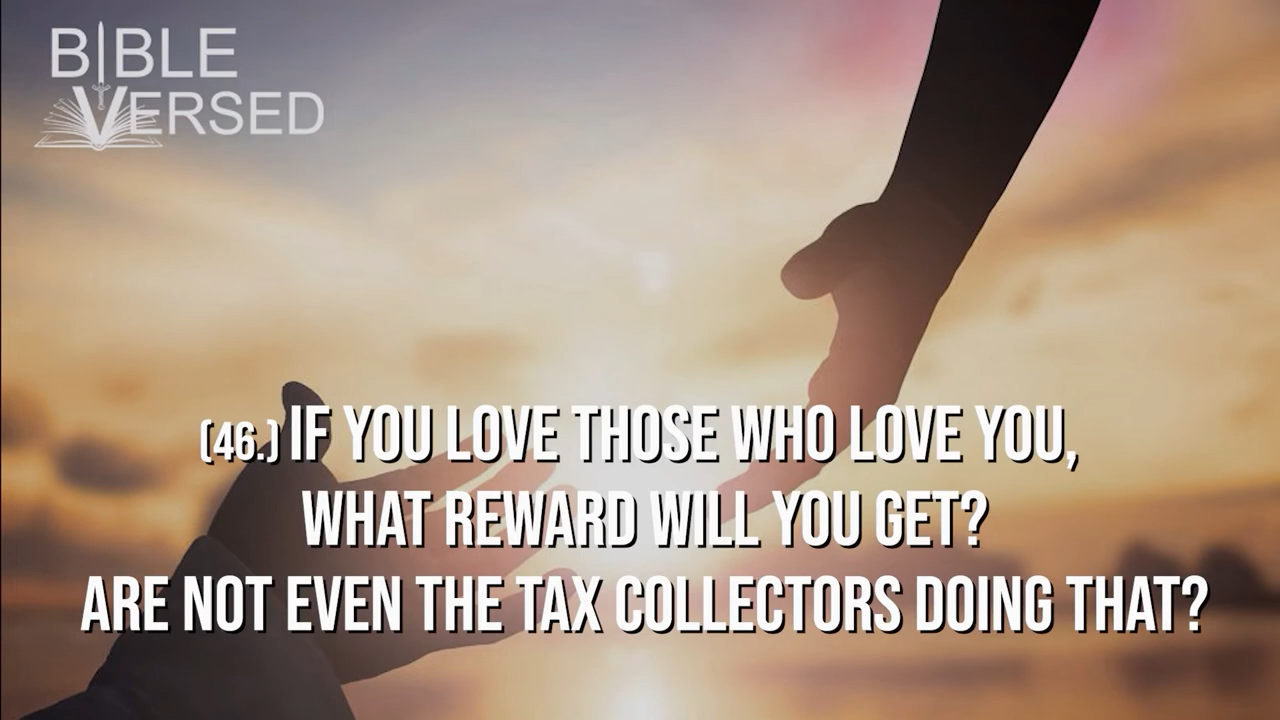 BIBLE
VERSED
(46.) IF YOU LOVE THOSE WHO LOVE YOU,
WHAT REWARD WILL YOU GET?
ARE NOT EVEN THE TAX COLLECTORS DOING THAT?